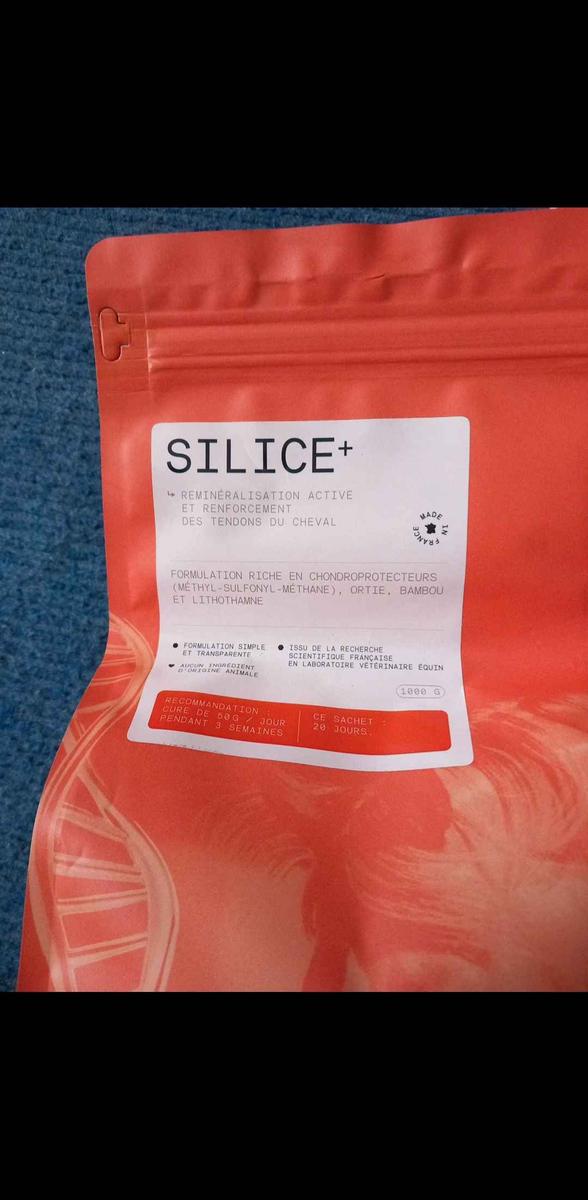 SILICE+
↳ REMINÉRALISATION ACTIVE
ET RENFORCEMENT
DES TENDONS DU CHEVAL
MADE IN FRANCE
FORMULATION RICHE EN CHONDROPROTECTEURS
(MÉTHYL-SULFONYL-MÉTHANE), ORTIE, BAMBOU
ET LITHOTHAMNE
● FORMULATION SIMPLE
ET TRANSPARENTE
● ISSU DE LA RECHERCHE
SCIENTIFIQUE FRANÇAISE
EN LABORATOIRE VÉTÉRINAIRE ÉQUIN
❤ AUCUN INGRÉDIENT
D'ORIGINE ANIMALE
1000 G
RECOMMANDATION :
CURE DE 50G / JOUR
PENDANT 3 SEMAINES
CE SACHET :
20 JOURS.